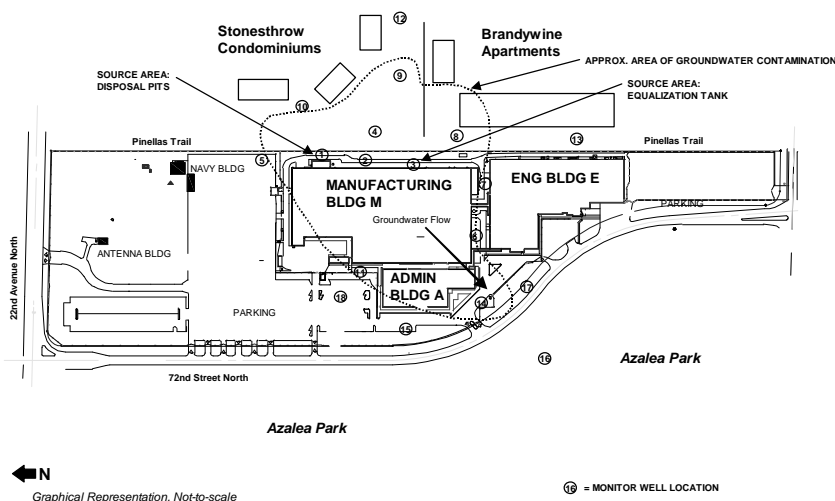 12
Stonesthrow
Condominiums
Brandywine
Apartments
APPROX. AREA OF GROUNDWATER CONTAMINATION
SOURCE AREA:
DISPOSAL PITS
9
SOURCE AREA:
EQUALIZATION TANK
10
4
8
13
Pinellas Trail
Pinellas Trail
1
2
3
5
NAVY BLDG
MANUFACTURING
BLDG M
ENG BLDG E
7
Groundwater Flow
PARKING
6
ANTENNA BLDG
11
ADMIN
BLDG A
17
18
14
PARKING
15
22nd Avenue North
16
Azalea Park
72nd Street North
Azalea Park
N
Graphical Representation, Not-to-scale
16 = MONITOR WELL LOCATION